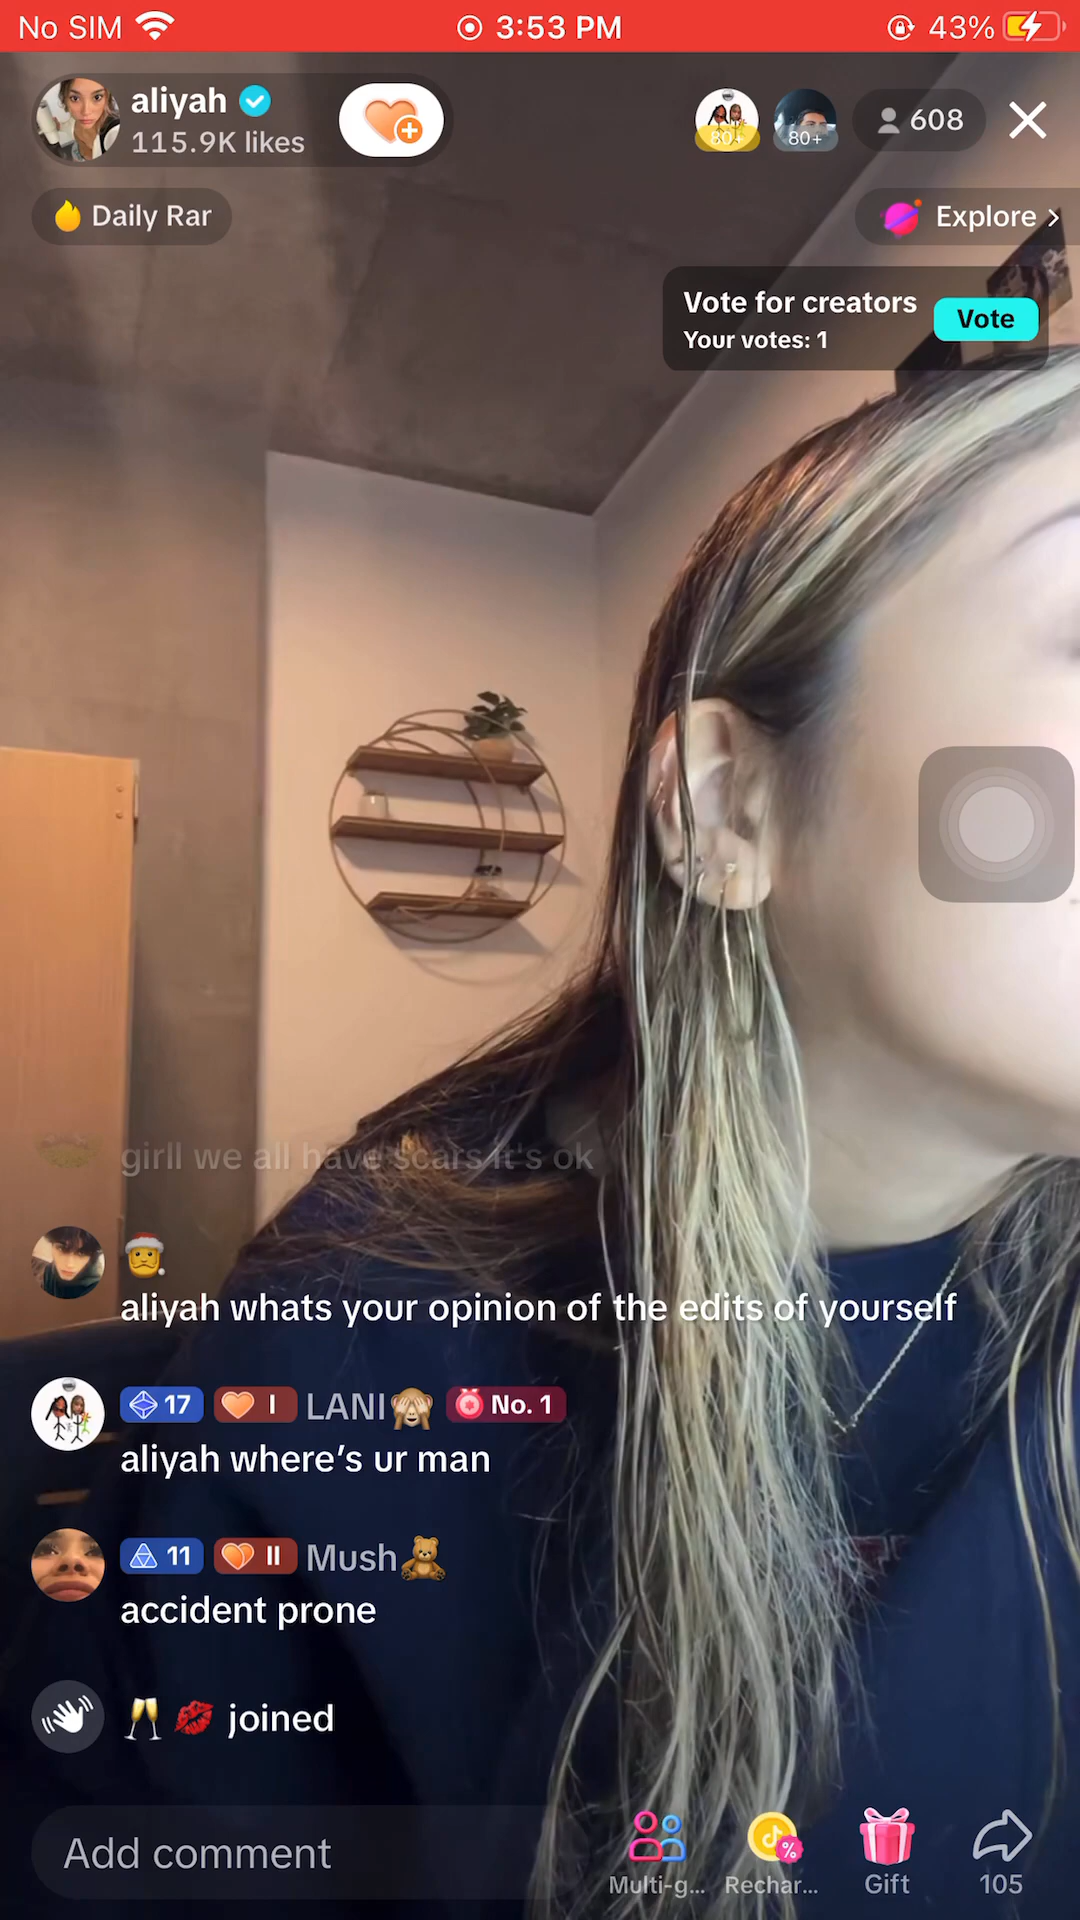 No SIM 3:53 PM 43%
aliyah
115.9K likes
80+ 80+ 608
Daily Rar
Explore >
Vote for creators
Your votes: 1
Vote
girll we all have scars it's ok
aliyah whats your opinion of the edits of yourself
17 I LANI🙈 No. 1
aliyah where's ur man
11 II Mush🧸
accident prone
🥂 💋 joined
Add comment
Multi-g... Rechar... Gift 105